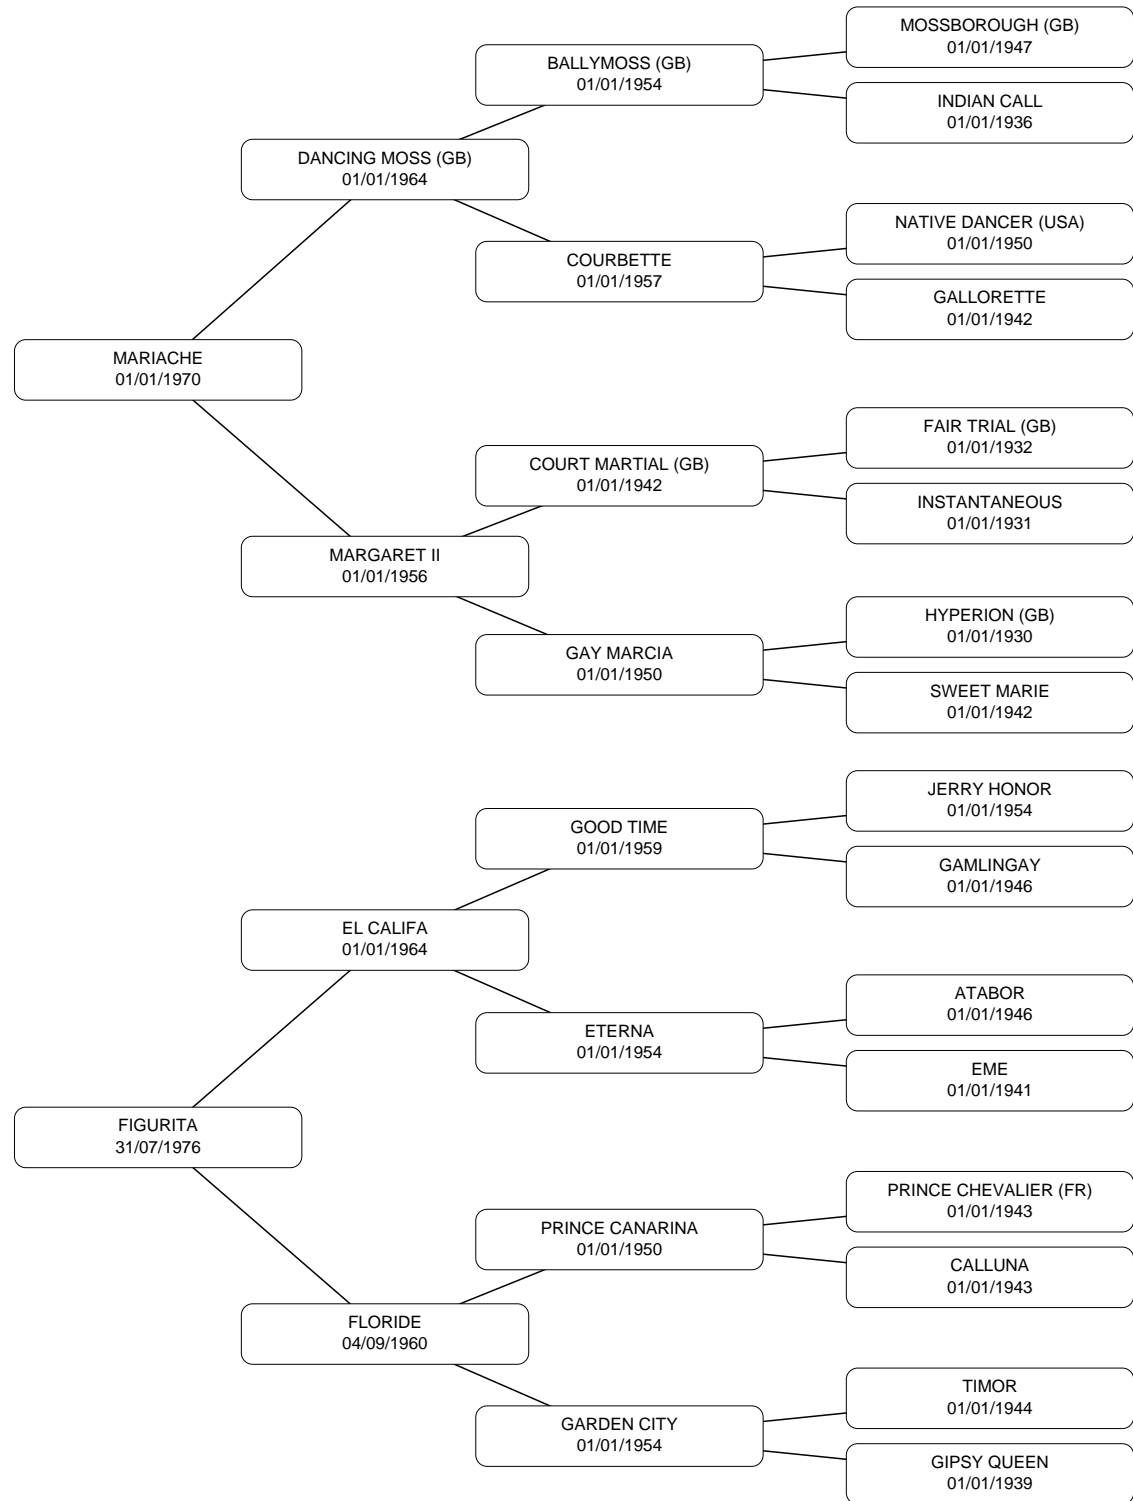 MOSSBOROUGH (GB)
01/01/1947
BALLYMOSS (GB)
01/01/1954
INDIAN CALL
01/01/1936
DANCING MOSS (GB)
01/01/1964
NATIVE DANCER (USA)
01/01/1950
COURBETTE
01/01/1957
GALLORETTE
01/01/1942
MARIACHE
01/01/1970
FAIR TRIAL (GB)
01/01/1932
COURT MARTIAL (GB)
01/01/1942
INSTANTANEOUS
01/01/1931
MARGARET II
01/01/1956
HYPERION (GB)
01/01/1930
GAY MARCIA
01/01/1950
SWEET MARIE
01/01/1942
JERRY HONOR
01/01/1954
GOOD TIME
01/01/1959
GAMLINGAY
01/01/1946
EL CALIFA
01/01/1964
ATABOR
01/01/1946
ETERNA
01/01/1954
EME
01/01/1941
FIGURITA
31/07/1976
PRINCE CHEVALIER (FR)
01/01/1943
PRINCE CANARINA
01/01/1950
CALLUNA
01/01/1943
FLORIDE
04/09/1960
TIMOR
01/01/1944
GARDEN CITY
01/01/1954
GIPSY QUEEN
01/01/1939